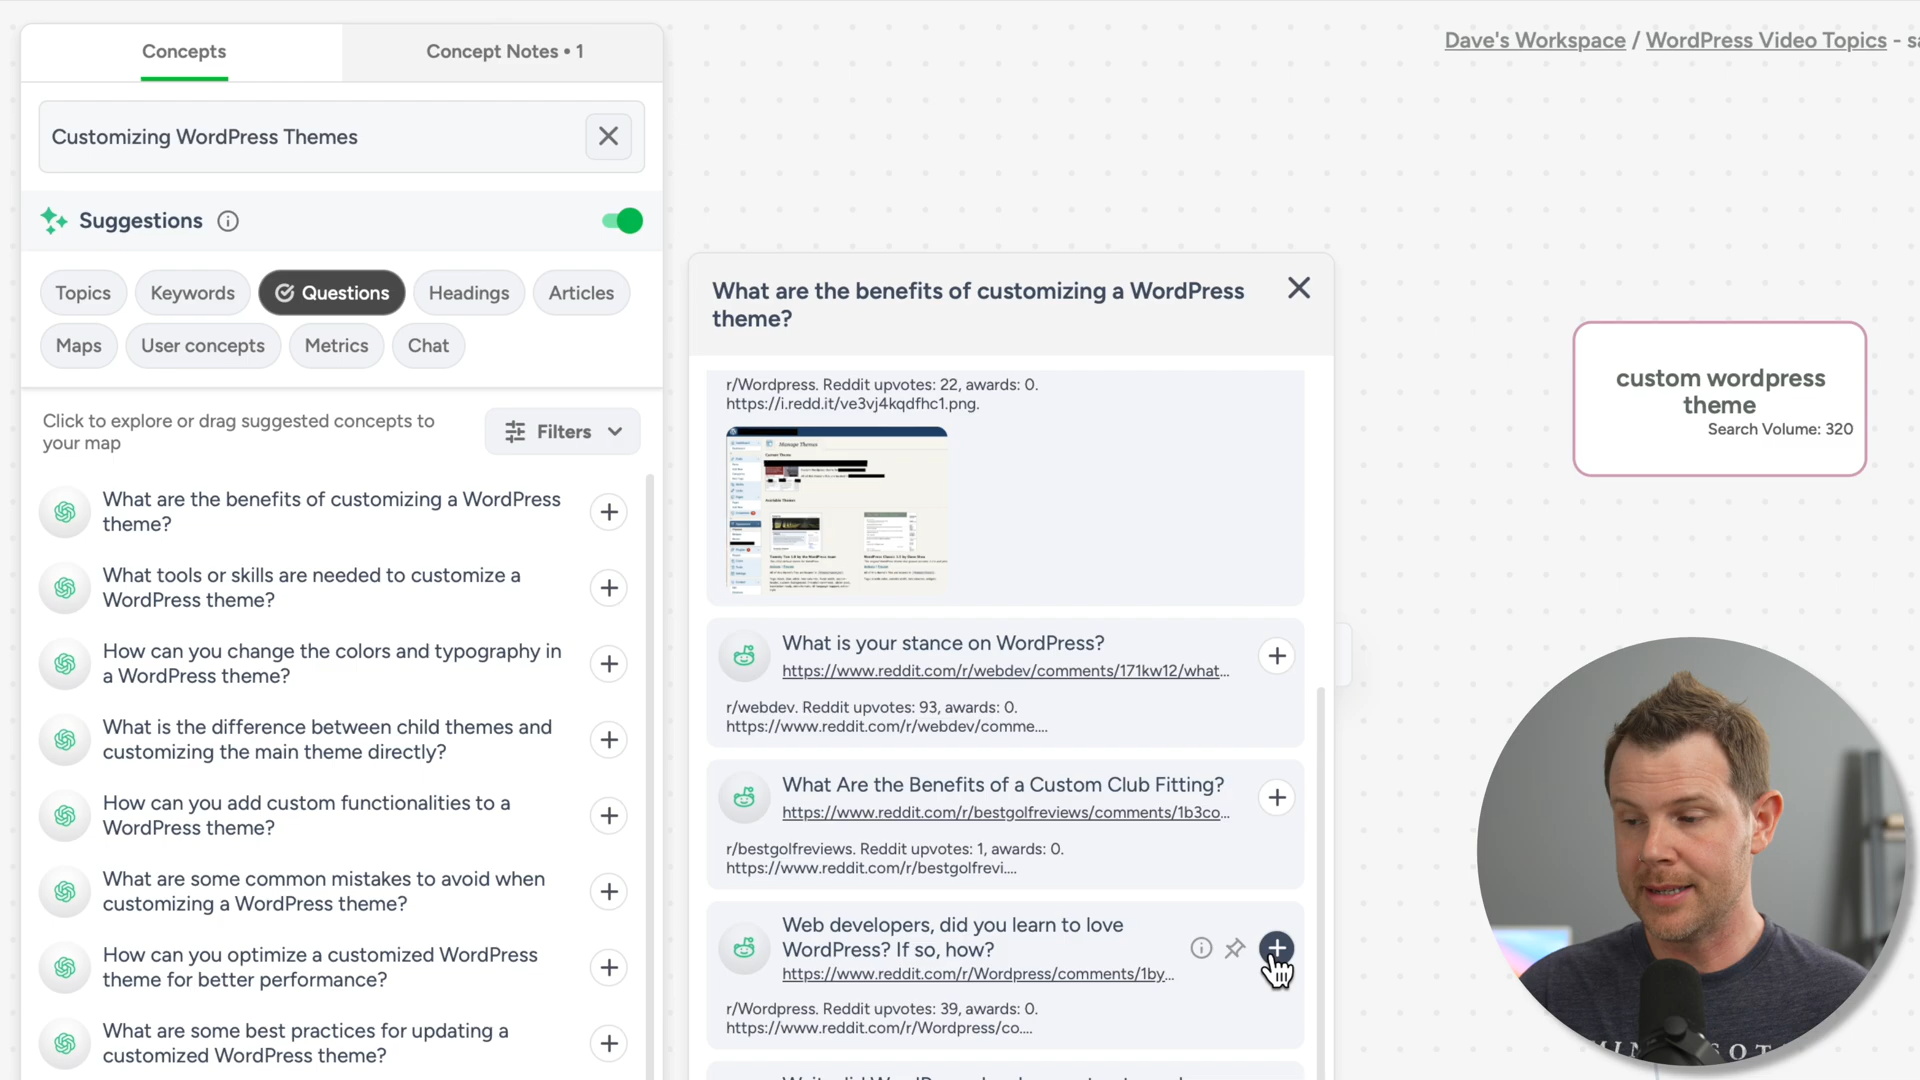 Concepts
Concept Notes • 1
Dave's Workspace / WordPress Video Topics - sa
Customizing WordPress Themes
Suggestions
Topics
Keywords
Questions
Headings
Articles
Maps
User concepts
Metrics
Chat
Click to explore or drag suggested concepts to
your map
Filters
What are the benefits of customizing a WordPress
theme?
What tools or skills are needed to customize a
WordPress theme?
How can you change the colors and typography in
a WordPress theme?
What is the difference between child themes and
customizing the main theme directly?
How can you add custom functionalities to a
WordPress theme?
What are some common mistakes to avoid when
customizing a WordPress theme?
How can you optimize a customized WordPress
theme for better performance?
What are some best practices for updating a
customized WordPress theme?
What are the benefits of customizing a WordPress
theme?
r/Wordpress. Reddit upvotes: 22, awards: 0.
https://i.redd.it/ve3vj4kqdfhc1.png.
Manage Themes
What is your stance on WordPress?
https://www.reddit.com/r/webdev/comments/171kw12/what...
r/webdev. Reddit upvotes: 93, awards: 0.
https://www.reddit.com/r/webdev/comme....
What Are the Benefits of a Custom Club Fitting?
https://www.reddit.com/r/bestgolfreviews/comments/1b3co...
r/bestgolfreviews. Reddit upvotes: 1, awards: 0.
https://www.reddit.com/r/bestgolfrevi....
Web developers, did you learn to love
WordPress? If so, how?
https://www.reddit.com/r/Wordpress/comments/1by...
r/Wordpress. Reddit upvotes: 39, awards: 0.
https://www.reddit.com/r/Wordpress/co....
custom wordpress
theme
Search Volume: 320